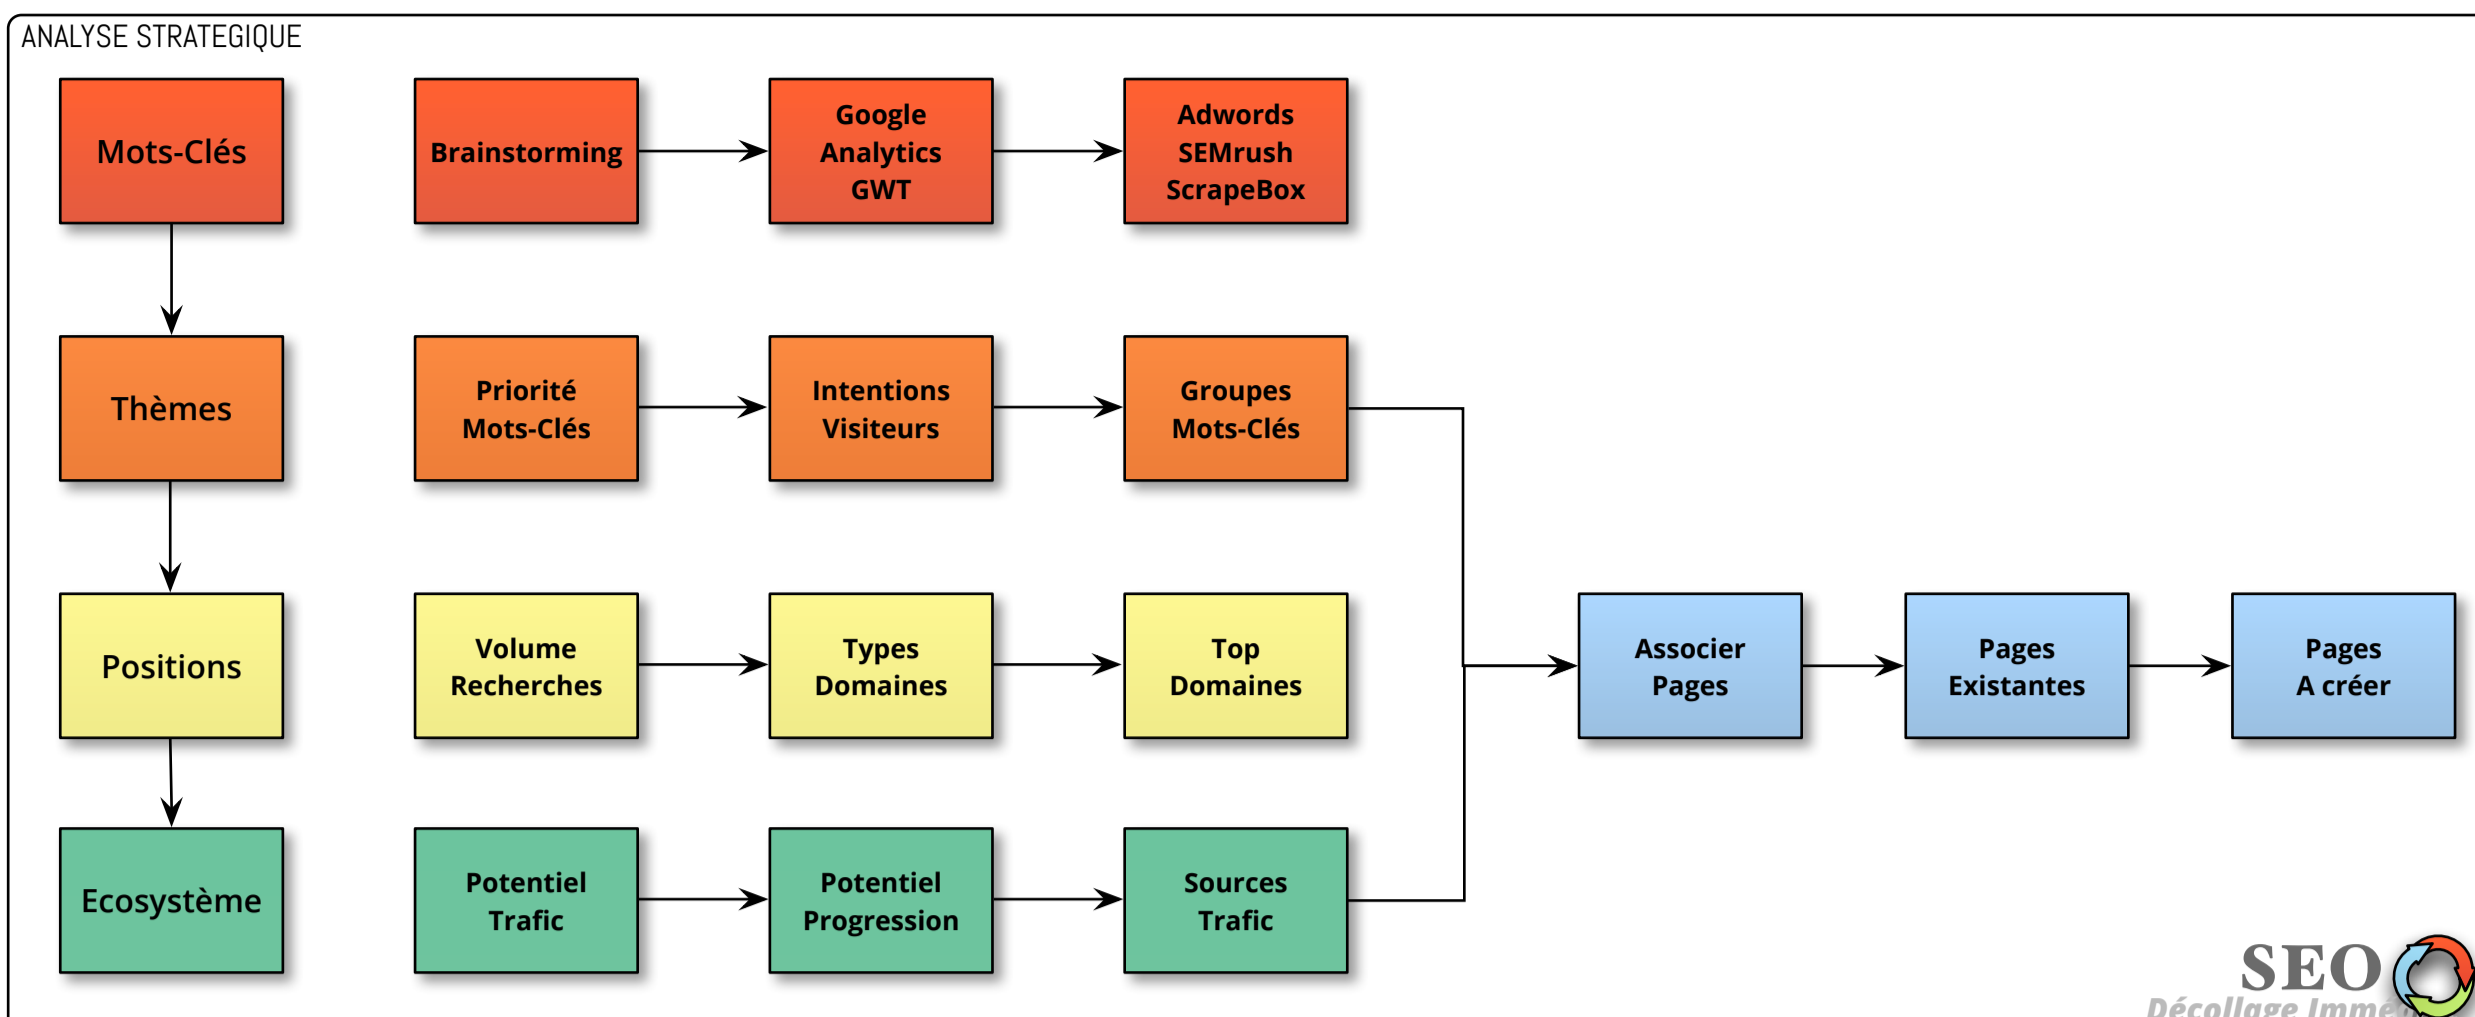 ANALYSE STRATEGIQUE
Mots-Clés
Brainstorming
Google
Analytics
GWT
Adwords
SEMrush
ScrapeBox
Thèmes
Priorité
Mots-Clés
Intentions
Visiteurs
Groupes
Mots-Clés
Positions
Volume
Recherches
Types
Domaines
Top
Domaines
Associer
Pages
Pages
Existantes
Pages
A créer
Ecosystème
Potentiel
Trafic
Potentiel
Progression
Sources
Trafic
SEO
Décollage